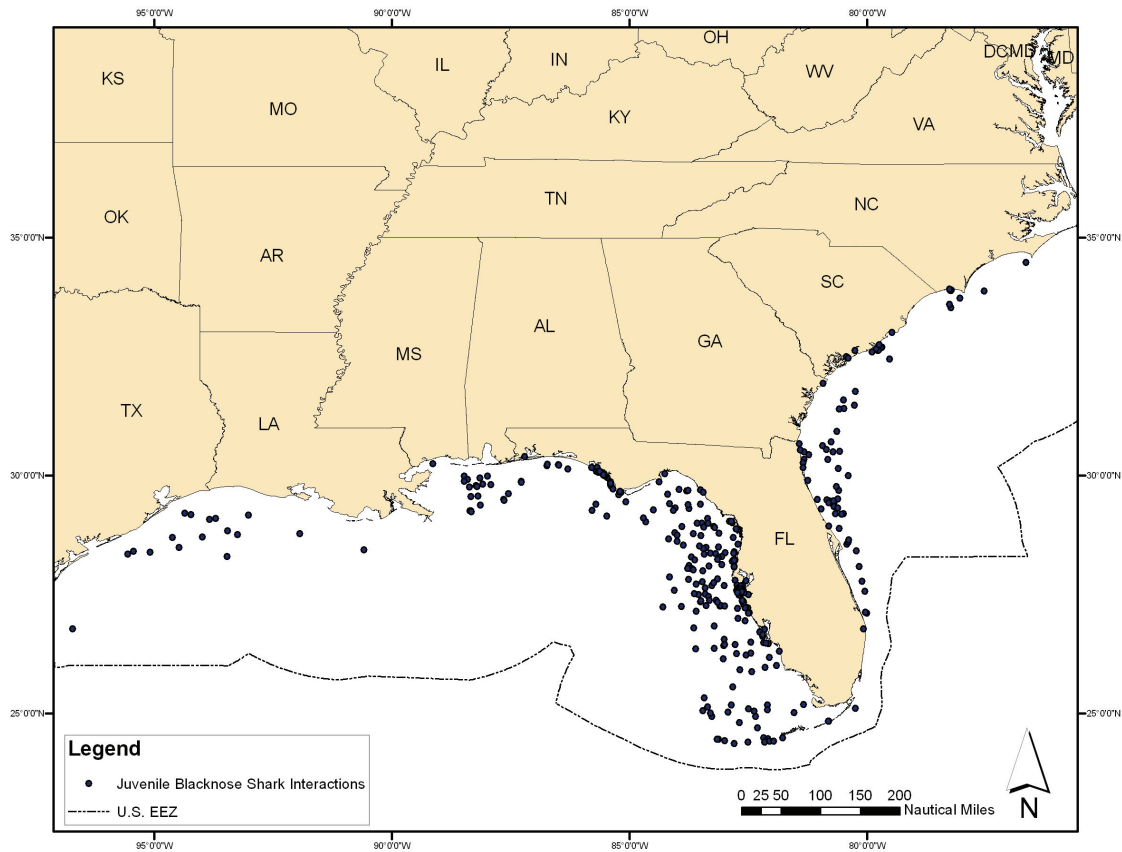 95°0'0"W 90°0'0"W 85°0'0"W 80°0'0"W
OH
DC MD MD
IN
IL
WV
KS
MO
KY
VA
TN
NC
OK
35°0'0"N 35°0'0"N
AR
SC
AL
GA
MS
TX
LA
30°0'0"N 30°0'0"N
FL
25°0'0"N 25°0'0"N
Legend
Juvenile Blacknose Shark Interactions
U.S. EEZ
0 25 50 100 150 200
Nautical Miles
N
95°0'0"W 90°0'0"W 85°0'0"W 80°0'0"W